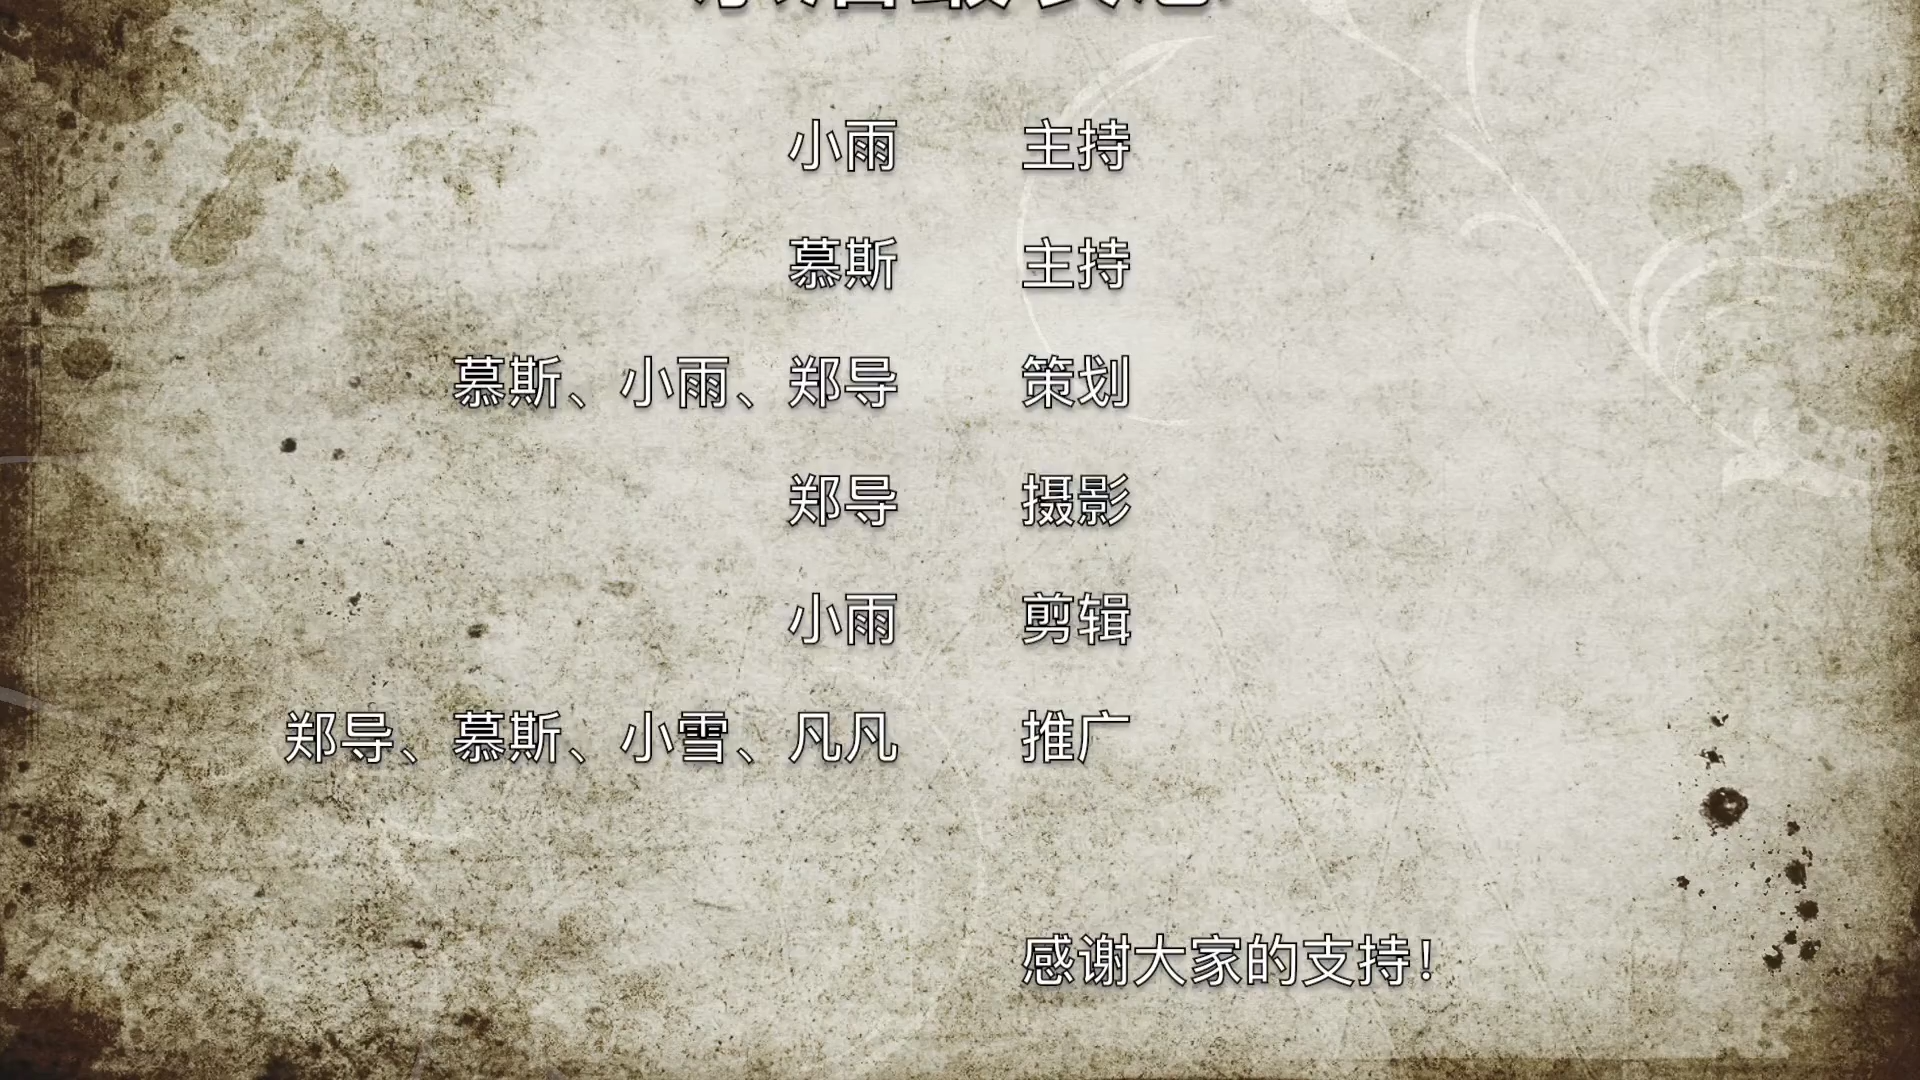 小雨 主持
慕斯 主持
慕斯、小雨、郑导 策划
郑导 摄影
小雨 剪辑
郑导、慕斯、小雪、凡凡 推广
感谢大家的支持！